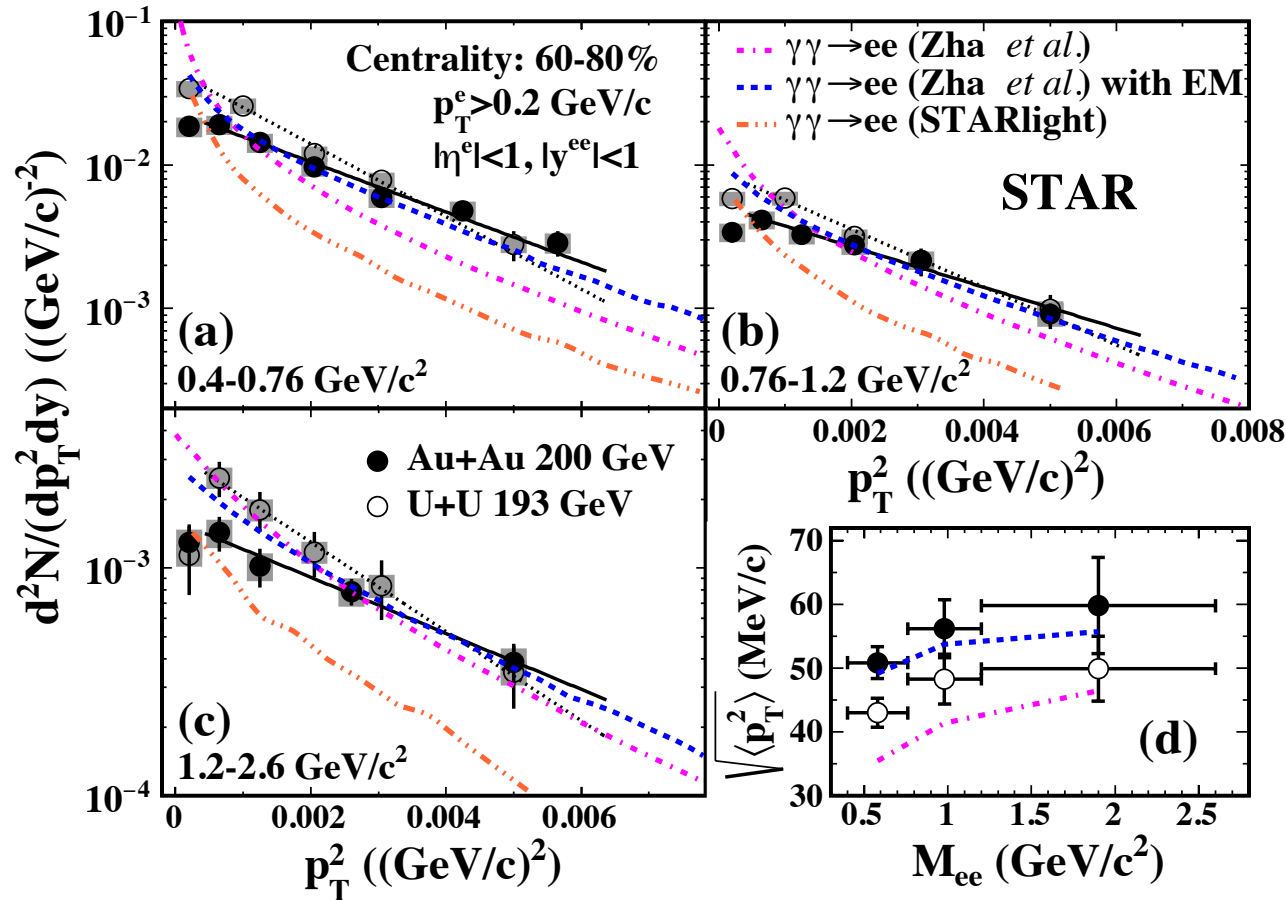 d²N/(dp_T²dy) ((GeV/c)⁻²)
10⁻¹
10⁻²
10⁻³
Centrality: 60-80%
p_T^e>0.2 GeV/c
|η^e|<1, |y^ee|<1
(a)
0.4-0.76 GeV/c²
γγ→ee (Zha et al.)
γγ→ee (Zha et al.) with EM
γγ→ee (STARlight)
STAR
(b)
0.76-1.2 GeV/c²
0 0.002 0.004 0.006 0.008
p_T² ((GeV/c)²)
10⁻³
10⁻⁴
Au+Au 200 GeV
U+U 193 GeV
(c)
1.2-2.6 GeV/c²
0 0.002 0.004 0.006
p_T² ((GeV/c)²)
√⟨p_T²⟩ (MeV/c)
70
60
50
40
30
(d)
0.5 1 1.5 2 2.5
M_ee (GeV/c²)